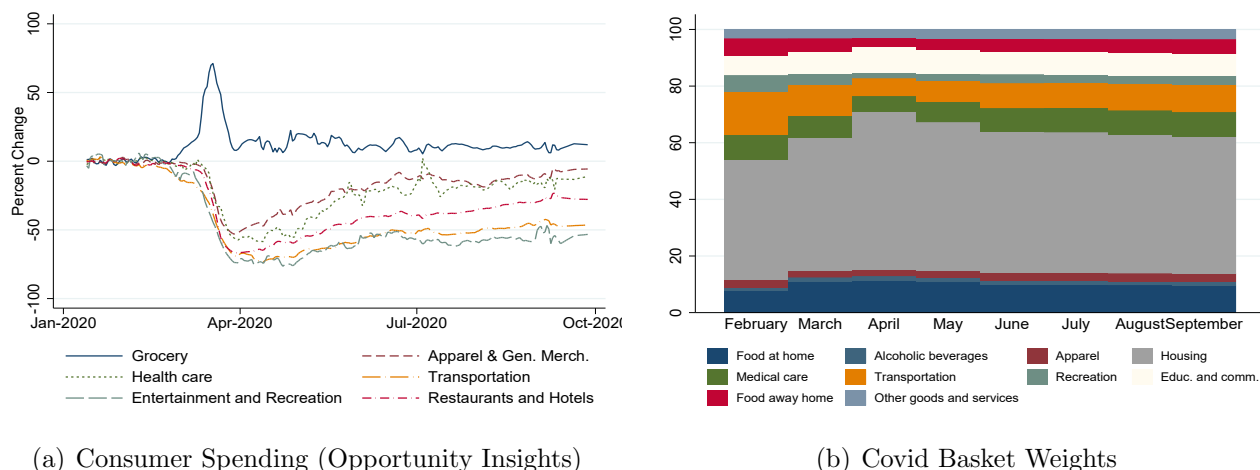 100
50
0
-50
-100
Percent Change
Jan-2020 Apr-2020 Jul-2020 Oct-202
Grocery Apparel & Gen. Merch.
Health care Transportation
Entertainment and Recreation Restaurants and Hotels
(a) Consumer Spending (Opportunity Insights)
100
80
60
40
20
0
February March April May June July August September
Food at home Alcoholic beverages Apparel Housing
Medical care Transportation Recreation Educ. and comm.
Food away home Other goods and services
(b) Covid Basket Weights